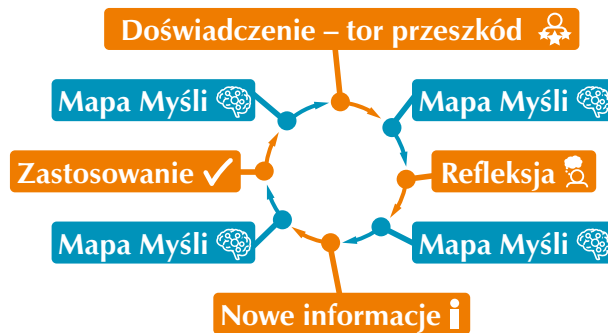 Doświadczenie – tor przeszkód
Mapa Myśli
Mapa Myśli
Zastosowanie
Refleksja
Mapa Myśli
Mapa Myśli
Nowe informacje